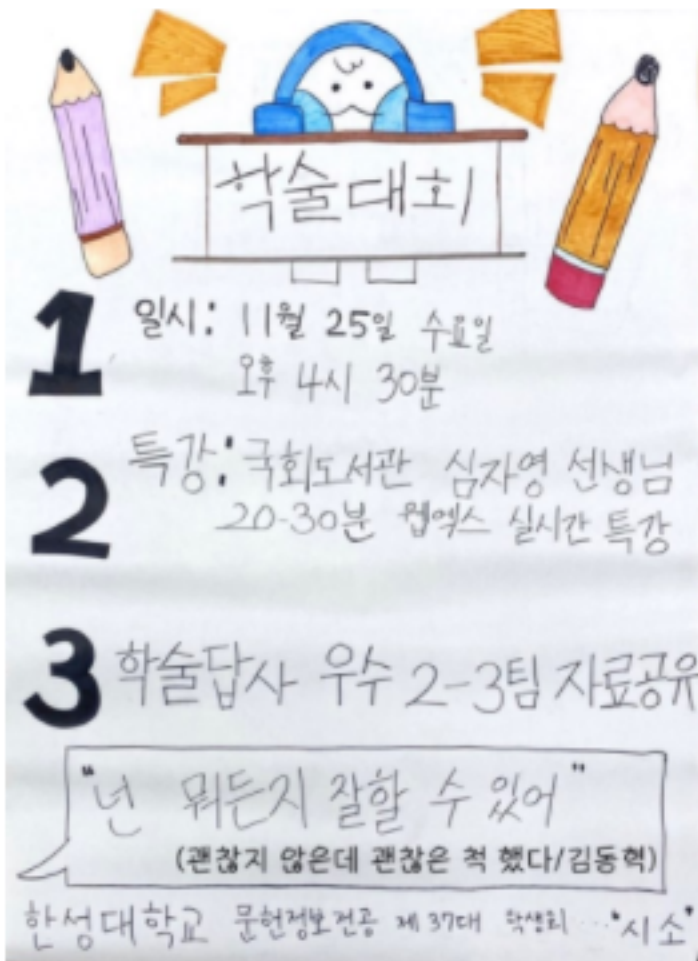 학술대회
1 일시: 11월 25일 수요일
오후 4시 30분
2 특강: 국회도서관 심자영 선생님
20-30분 웹엑스 실시간 특강
3 학술답사 우수 2-3팀 자료공유
"넌 뭐든지 잘할 수 있어"
(괜찮지 않은데 괜찮은 척 했다/김동혁)
한성대학교 문헌정보전공 제37대 학생회 ... "시소"